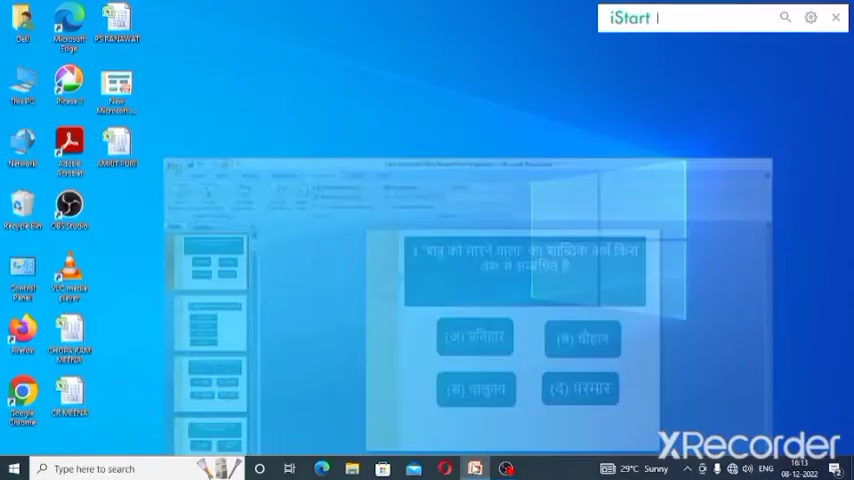 iStart
Dell
Microsoft
Edge
PS RANAWAT
This PC
Picasa 3
New
Microsoft...
Network
Adobe
Acrobat
AMRIT PURI
Recycle Bin
OBS Studio
Control
Panel
VLC media
player
Firefox
CHOPA RAM
MEENA
Google
Chrome
CR MEENA
1 "शत्रु को मारने वाला" का शाब्दिक अर्थ किस
वंश से सम्बंधित है
(अ) प्रतिहार
(ब) चौहान
(स) चालुक्य
(द) परमार
XRecorder
Type here to search
29°C Sunny
ENG
16:13
08-12-2022
2